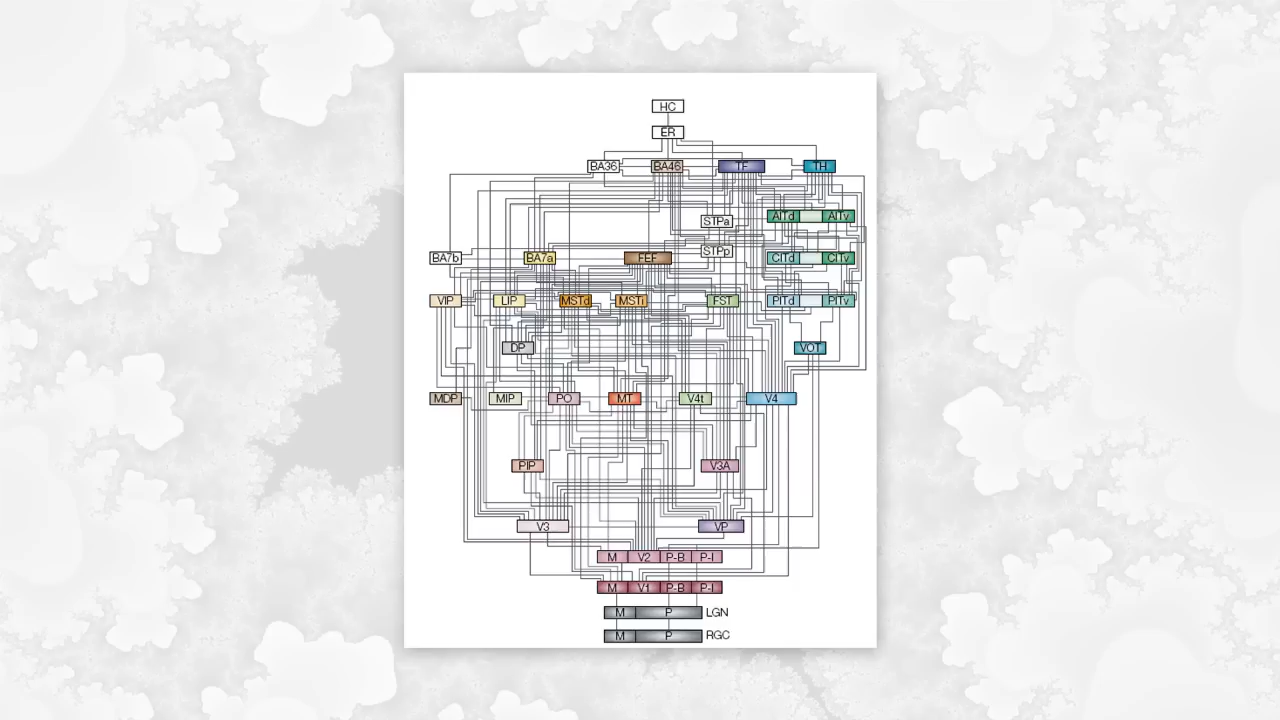 HC
ER
BA36 BA46 TF TH
STPa AITd AITv
BA7b BA7a FEF STPp CITd CITv
VIP LIP MSTd MSTl FST PITd PITv
DP VOT
MDP MIP PO MT V4t V4
PIP V3A
V3 VP
M V2 P-B P-I
M V1 P-B P-I
M P LGN
M P RGC